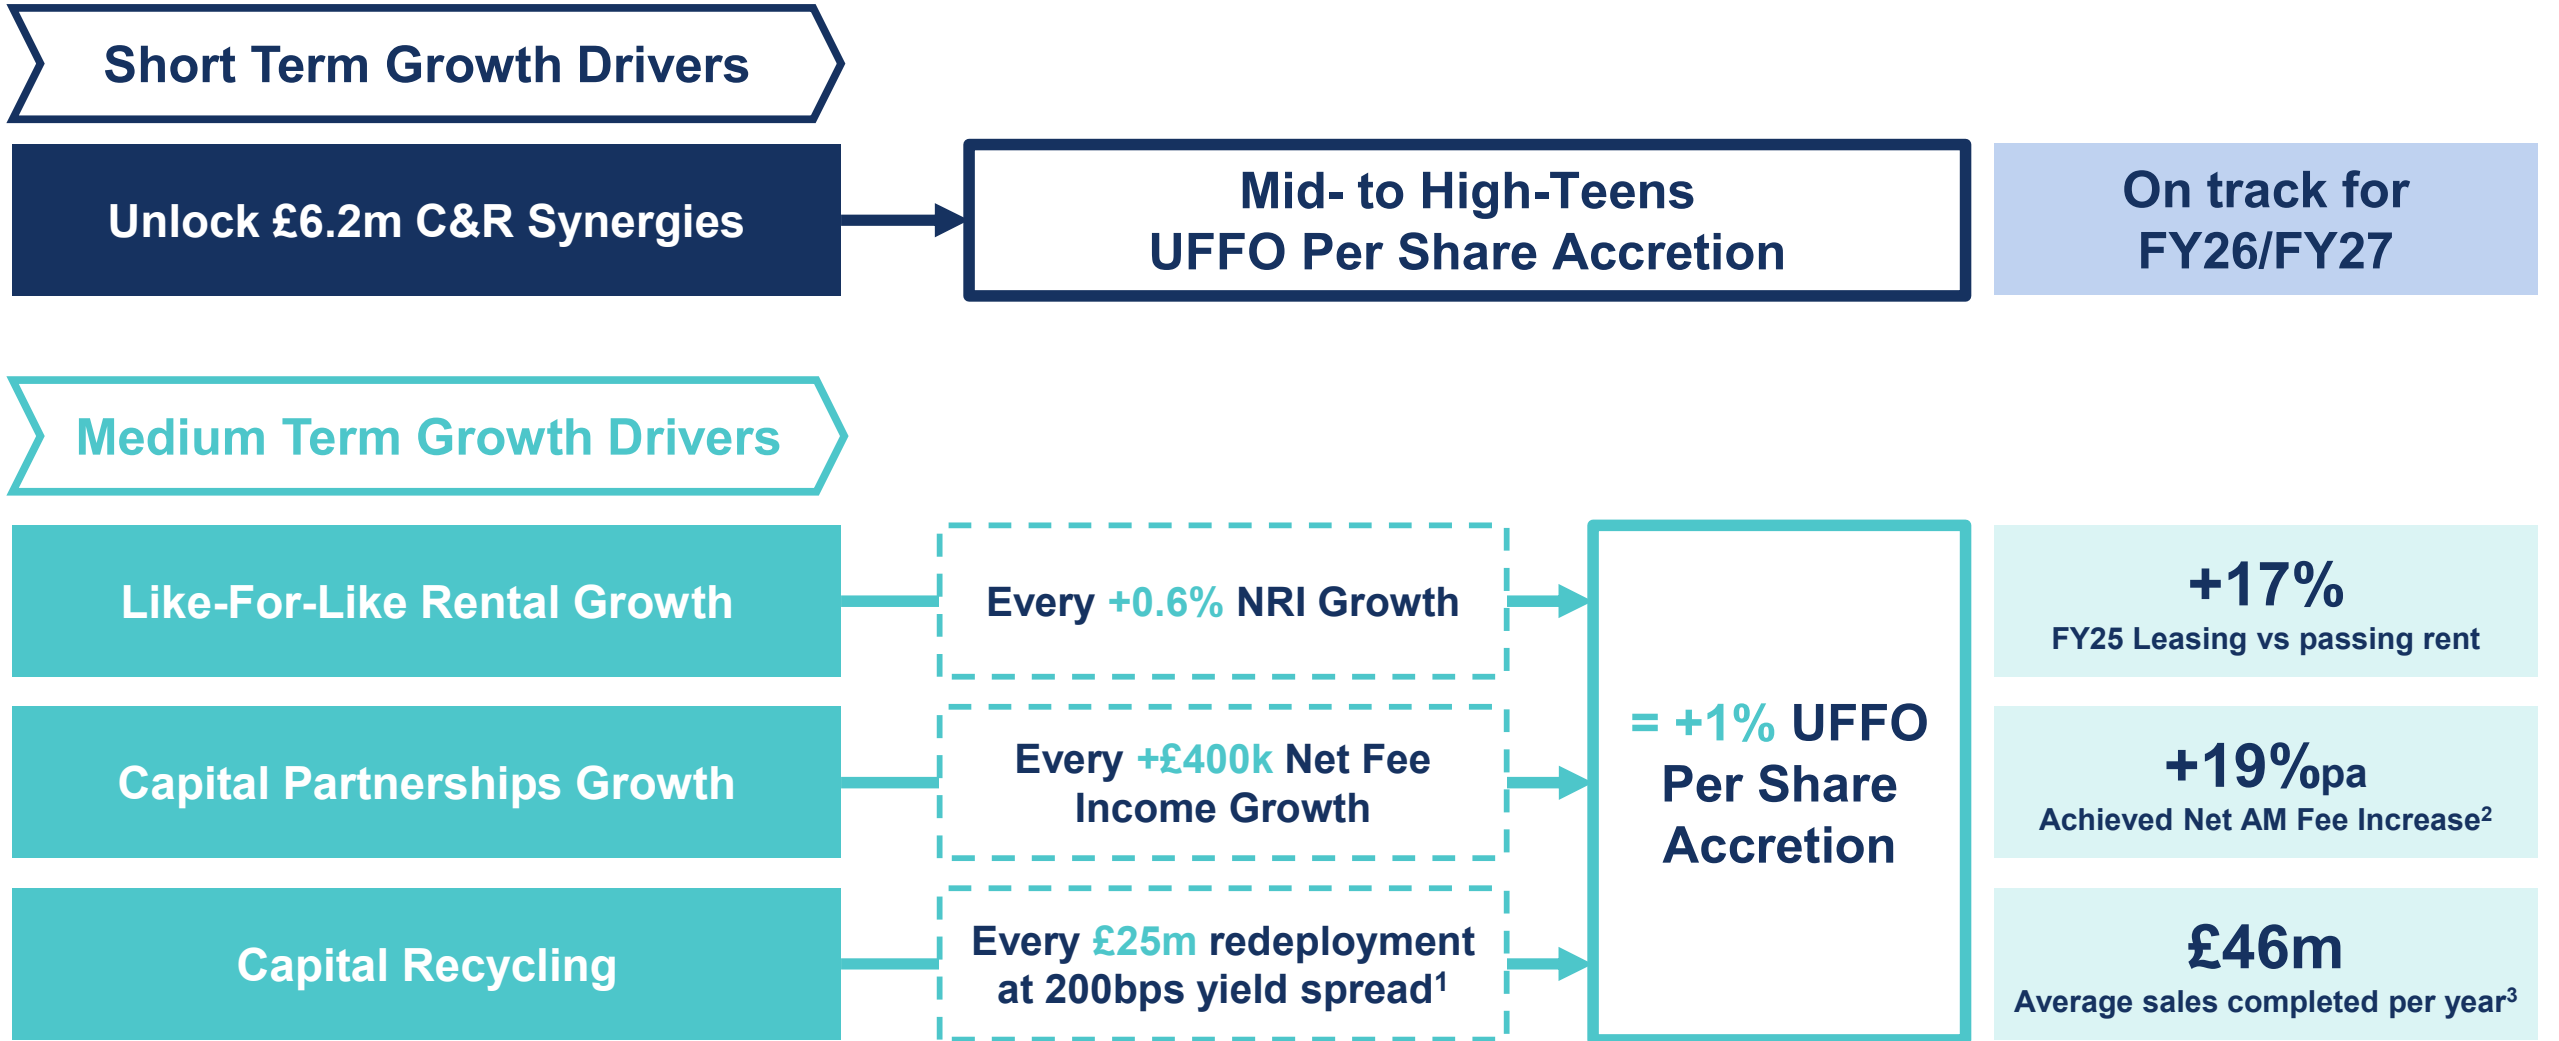 Short Term Growth Drivers
Unlock £6.2m C&R Synergies
Mid- to High-Teens
UFFO Per Share Accretion
On track for
FY26/FY27
Medium Term Growth Drivers
Like-For-Like Rental Growth
Every +0.6% NRI Growth
+17%
FY25 Leasing vs passing rent
Capital Partnerships Growth
Every +£400k Net Fee
Income Growth
= +1% UFFO
Per Share
Accretion
+19%pa
Achieved Net AM Fee Increase²
Capital Recycling
Every £25m redeployment
at 200bps yield spread¹
£46m
Average sales completed per year³